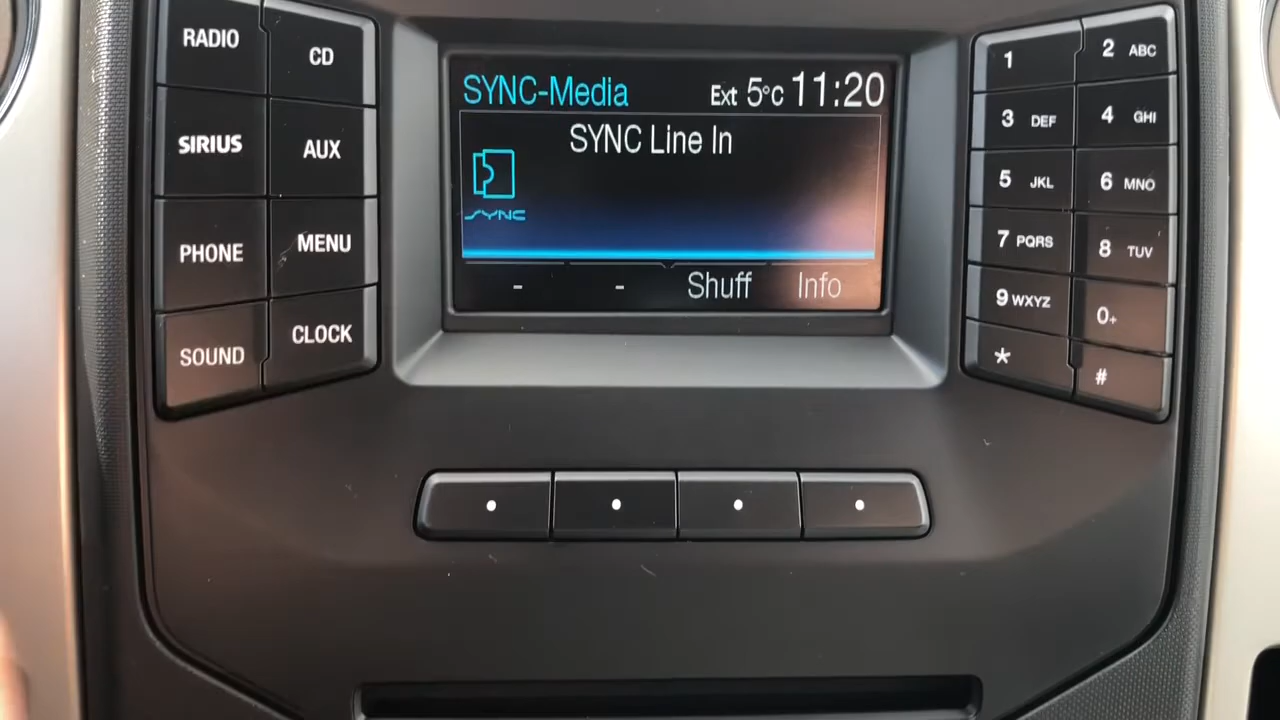 RADIO
CD
SIRIUS
AUX
PHONE
MENU
SOUND
CLOCK
SYNC-Media Ext 5°C 11:20
SYNC Line In
SYNC
- - Shuff Info
1
2 ABC
3 DEF
4 GHI
5 JKL
6 MNO
7 PQRS
8 TUV
9 WXYZ
0+
*
#